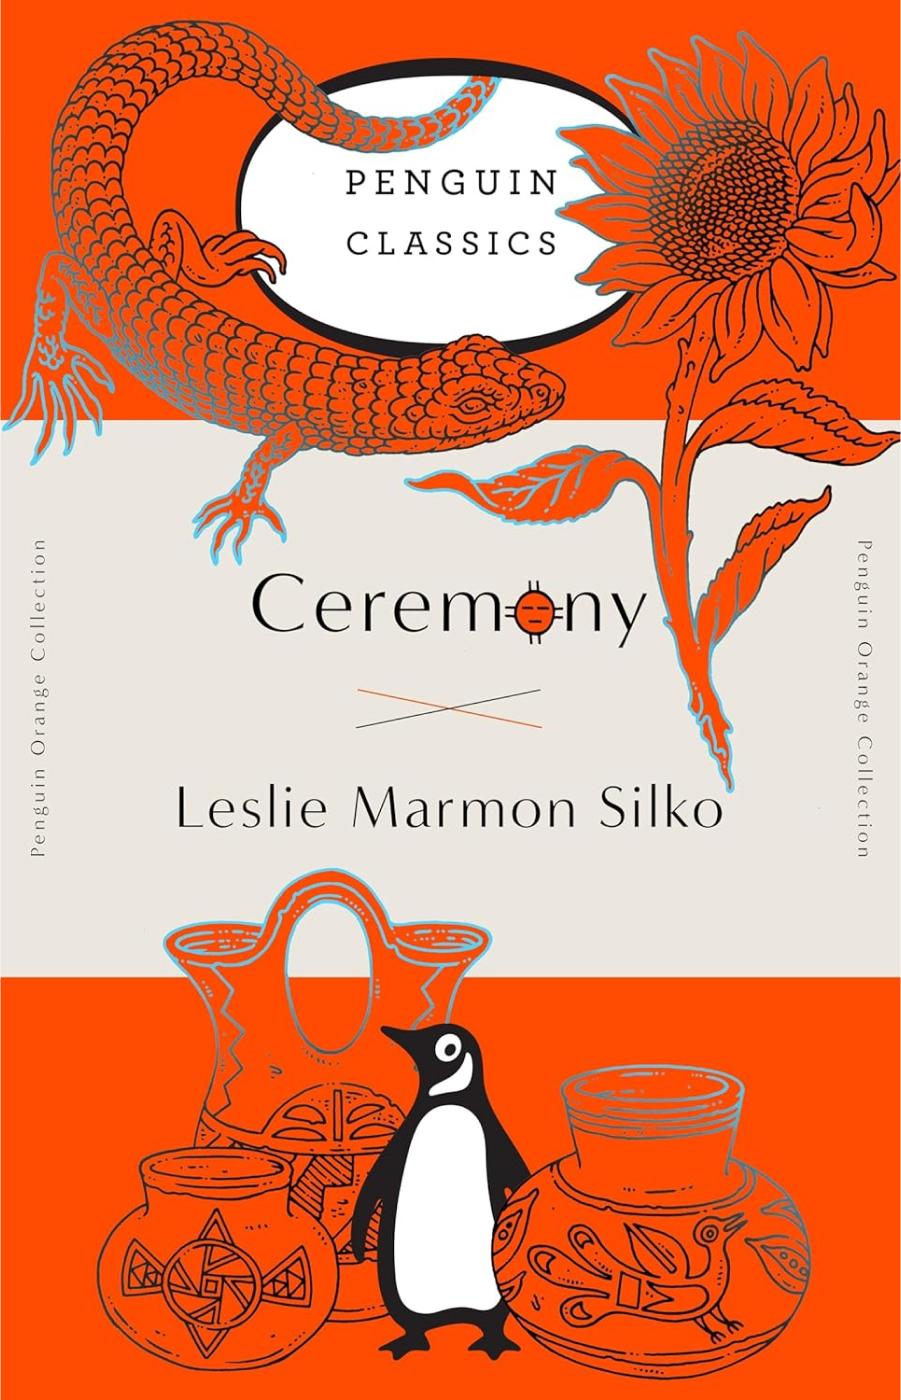 PENGUIN
CLASSICS
Penguin Orange Collection
Penguin Orange Collection
Ceremony
Leslie Marmon Silko